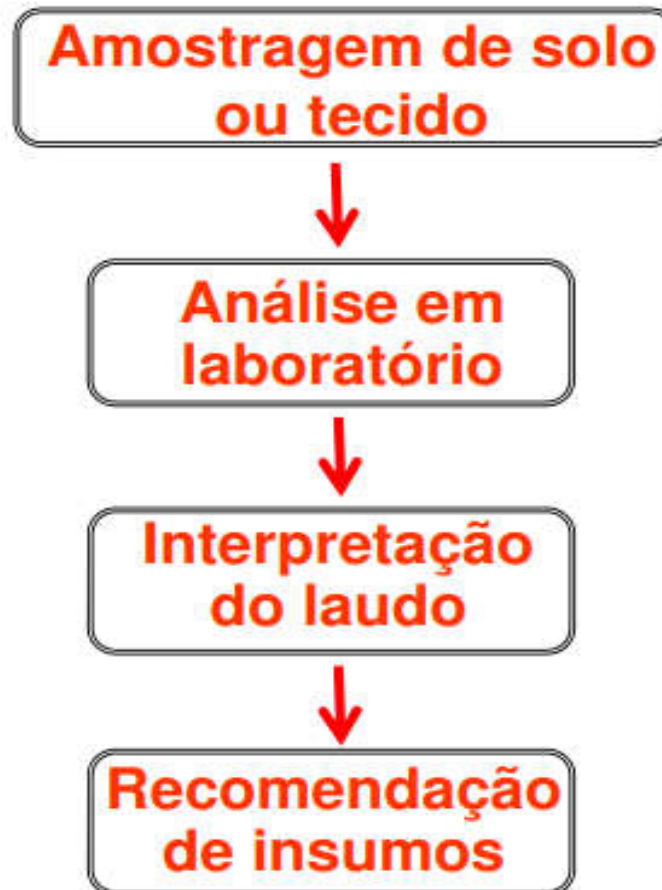 Amostragem de solo
ou tecido
Análise em
laboratório
Interpretação
do laudo
Recomendação
de insumos